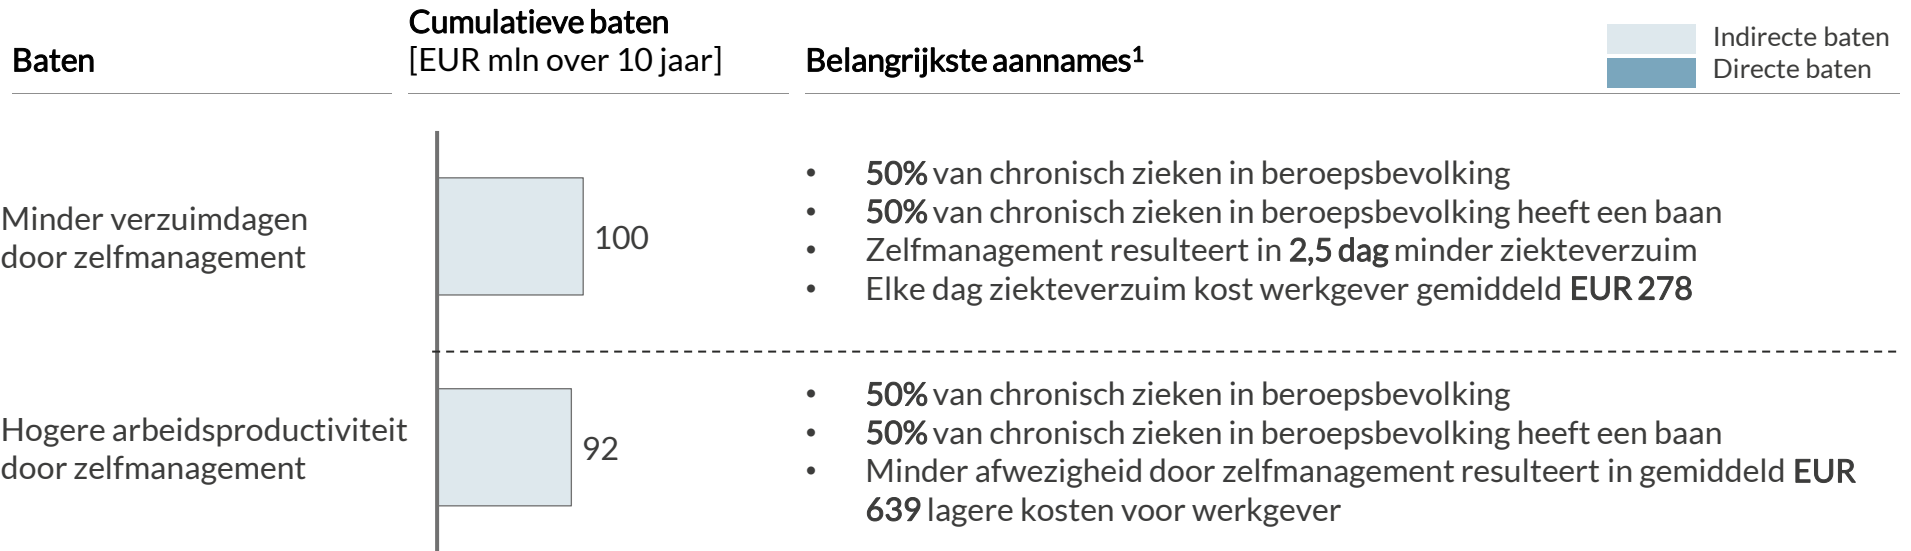 Baten
Cumulatieve baten
[EUR mln over 10 jaar]
Belangrijkste aannames¹
Indirecte baten
Directe baten
Minder verzuimdagen
door zelfmanagement
100
• 50% van chronisch zieken in beroepsbevolking
• 50% van chronisch zieken in beroepsbevolking heeft een baan
• Zelfmanagement resulteert in 2,5 dag minder ziekteverzuim
• Elke dag ziekteverzuim kost werkgever gemiddeld EUR 278
Hogere arbeidsproductiviteit
door zelfmanagement
92
• 50% van chronisch zieken in beroepsbevolking
• 50% van chronisch zieken in beroepsbevolking heeft een baan
• Minder afwezigheid door zelfmanagement resulteert in gemiddeld EUR
639 lagere kosten voor werkgever